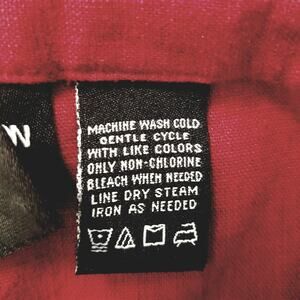 W
MACHINE WASH COLD
GENTLE CYCLE
WITH LIKE COLORS
ONLY NON-CHLORINE
BLEACH WHEN NEEDED
LINE DRY STEAM
IRON AS NEEDED